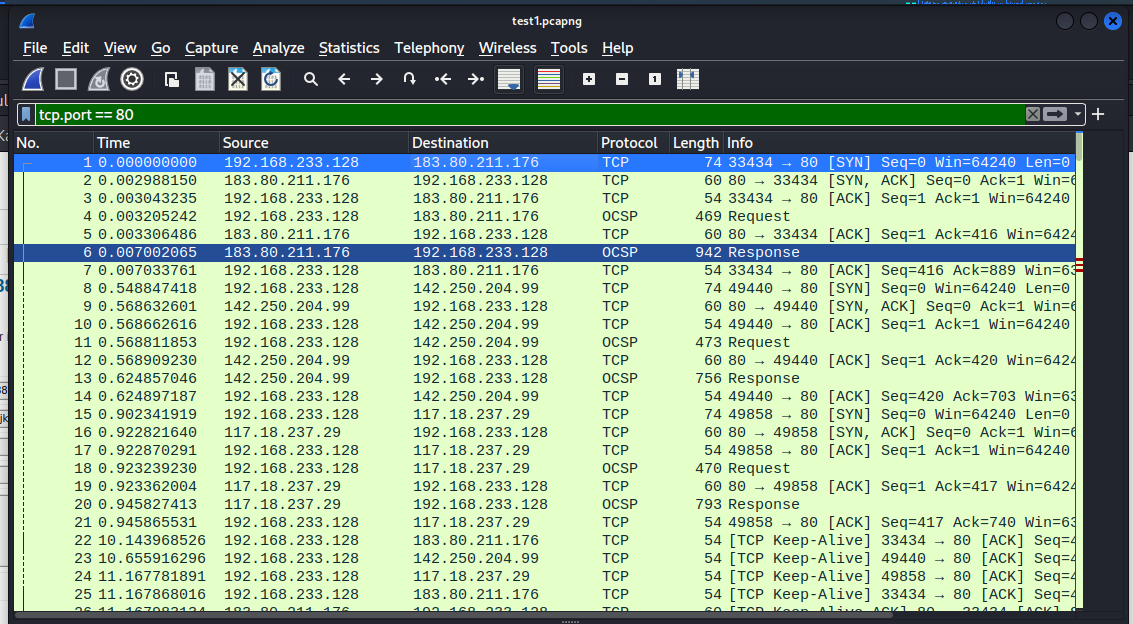 test1.pcapng
File Edit View Go Capture Analyze Statistics Telephony Wireless Tools Help
tcp.port == 80
No. Time Source Destination Protocol Length Info
1 0.000000000 192.168.233.128 183.80.211.176 TCP 74 33434 → 80 [SYN] Seq=0 Win=64240 Len=0
2 0.002988150 183.80.211.176 192.168.233.128 TCP 60 80 → 33434 [SYN, ACK] Seq=0 Ack=1 Win=6
3 0.003043235 192.168.233.128 183.80.211.176 TCP 54 33434 → 80 [ACK] Seq=1 Ack=1 Win=64240
4 0.003205242 192.168.233.128 183.80.211.176 OCSP 469 Request
5 0.003306486 183.80.211.176 192.168.233.128 TCP 60 80 → 33434 [ACK] Seq=1 Ack=416 Win=6424
6 0.007002065 183.80.211.176 192.168.233.128 OCSP 942 Response
7 0.007033761 192.168.233.128 183.80.211.176 TCP 54 33434 → 80 [ACK] Seq=416 Ack=889 Win=63
8 0.548847418 192.168.233.128 142.250.204.99 TCP 74 49440 → 80 [SYN] Seq=0 Win=64240 Len=0
9 0.568632601 142.250.204.99 192.168.233.128 TCP 60 80 → 49440 [SYN, ACK] Seq=0 Ack=1 Win=6
10 0.568662616 192.168.233.128 142.250.204.99 TCP 54 49440 → 80 [ACK] Seq=1 Ack=1 Win=64240
11 0.568811853 192.168.233.128 142.250.204.99 OCSP 473 Request
12 0.568909230 142.250.204.99 192.168.233.128 TCP 60 80 → 49440 [ACK] Seq=1 Ack=420 Win=6424
13 0.624857046 142.250.204.99 192.168.233.128 OCSP 756 Response
14 0.624897187 192.168.233.128 142.250.204.99 TCP 54 49440 → 80 [ACK] Seq=420 Ack=703 Win=63
15 0.902341919 192.168.233.128 117.18.237.29 TCP 74 49858 → 80 [SYN] Seq=0 Win=64240 Len=0
16 0.922821640 117.18.237.29 192.168.233.128 TCP 60 80 → 49858 [SYN, ACK] Seq=0 Ack=1 Win=6
17 0.922870291 192.168.233.128 117.18.237.29 TCP 54 49858 → 80 [ACK] Seq=1 Ack=1 Win=64240
18 0.923239230 192.168.233.128 117.18.237.29 OCSP 470 Request
19 0.923362004 117.18.237.29 192.168.233.128 TCP 60 80 → 49858 [ACK] Seq=1 Ack=417 Win=6424
20 0.945827413 117.18.237.29 192.168.233.128 OCSP 793 Response
21 0.945865531 192.168.233.128 117.18.237.29 TCP 54 49858 → 80 [ACK] Seq=417 Ack=740 Win=63
22 10.143968526 192.168.233.128 183.80.211.176 TCP 54 [TCP Keep-Alive] 33434 → 80 [ACK] Seq=4
23 10.655916296 192.168.233.128 142.250.204.99 TCP 54 [TCP Keep-Alive] 49440 → 80 [ACK] Seq=4
24 11.167781891 192.168.233.128 117.18.237.29 TCP 54 [TCP Keep-Alive] 49858 → 80 [ACK] Seq=4
25 11.167868016 192.168.233.128 183.80.211.176 TCP 54 [TCP Keep-Alive] 33434 → 80 [ACK] Seq=4